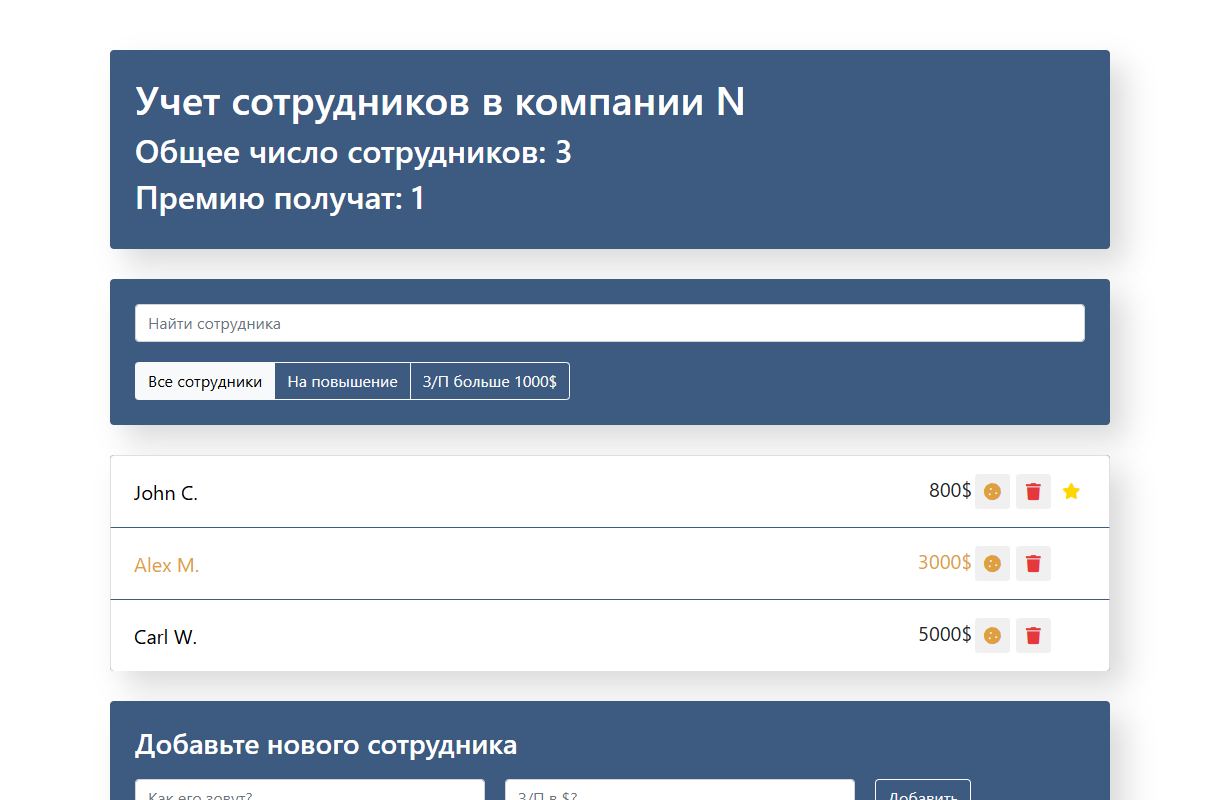 Учет сотрудников в компании N
Общее число сотрудников: 3
Премию получат: 1
Найти сотрудника
Все сотрудники На повышение З/П больше 1000$
John C. 800$
Alex M. 3000$
Carl W. 5000$
Добавьте нового сотрудника
Как его зовут? З/П в $? Добавить